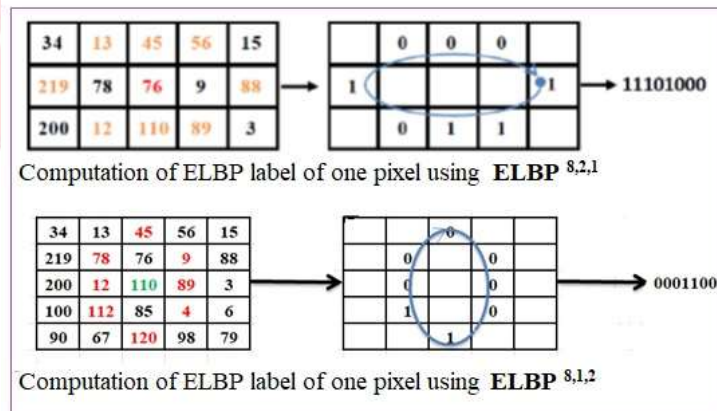 34 13 45 56 15
219 78 76 9 88
200 12 110 89 3
0 0 0
1 1
0 1 1
11101000
Computation of ELBP label of one pixel using ELBP 8,2,1
34 13 45 56 15
219 78 76 9 88
200 12 110 89 3
100 112 85 4 6
90 67 120 98 79
0
0 0
0 0
1 0
1
0001100
Computation of ELBP label of one pixel using ELBP 8,1,2